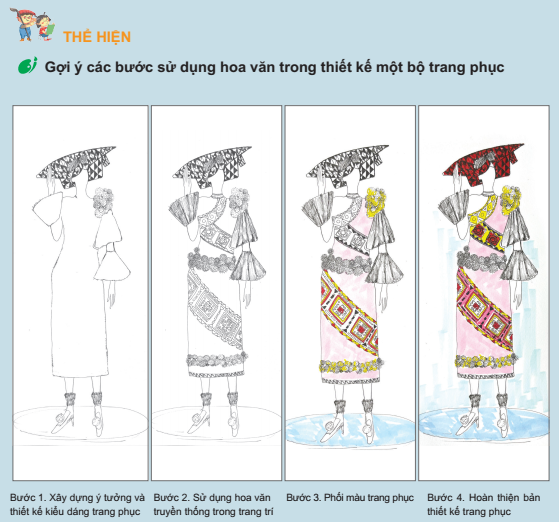 THỂ HIỆN
Gợi ý các bước sử dụng hoa văn trong thiết kế một bộ trang phục
Bước 1. Xây dựng ý tưởng và
thiết kế kiểu dáng trang phục
Bước 2. Sử dụng hoa văn
truyền thống trong trang trí
Bước 3. Phối màu trang phục
Bước 4. Hoàn thiện bản
thiết kế trang phục